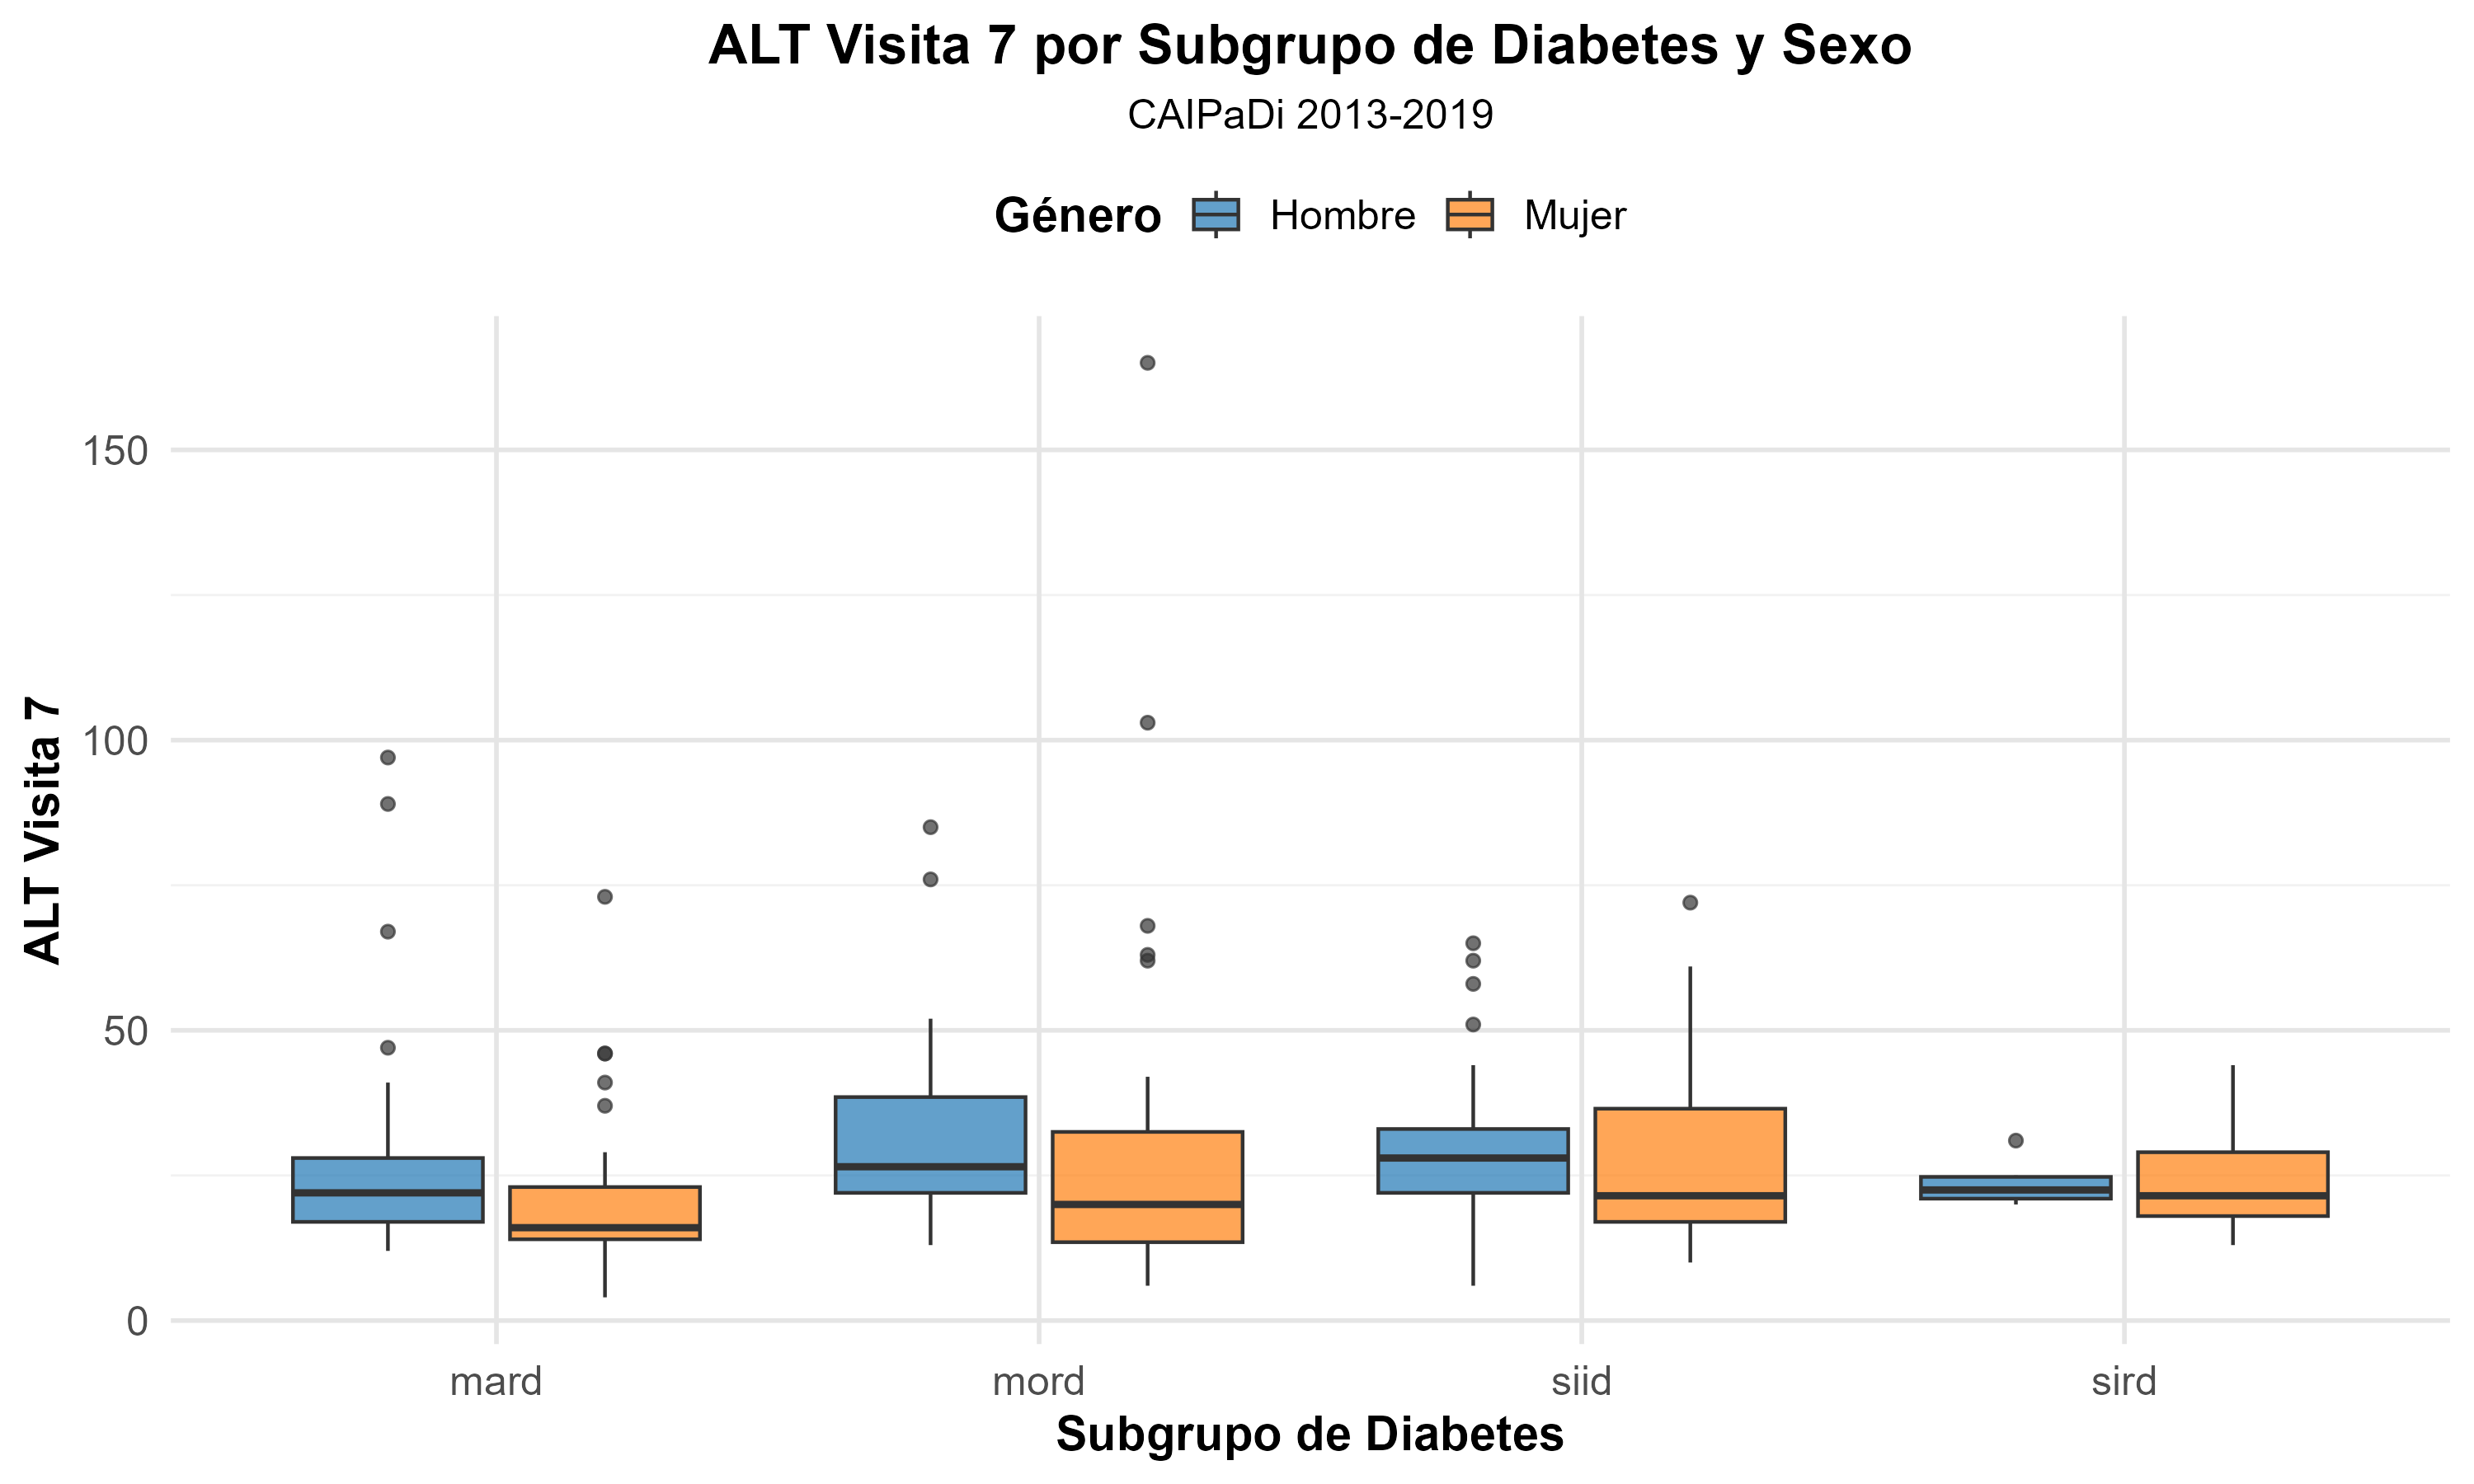 ALT Visita 7 por Subgrupo de Diabetes y Sexo
CAIPaDi 2013-2019
Género Hombre Mujer
ALT Visita 7
150
100
50
0
mard mord siid sird
Subgrupo de Diabetes